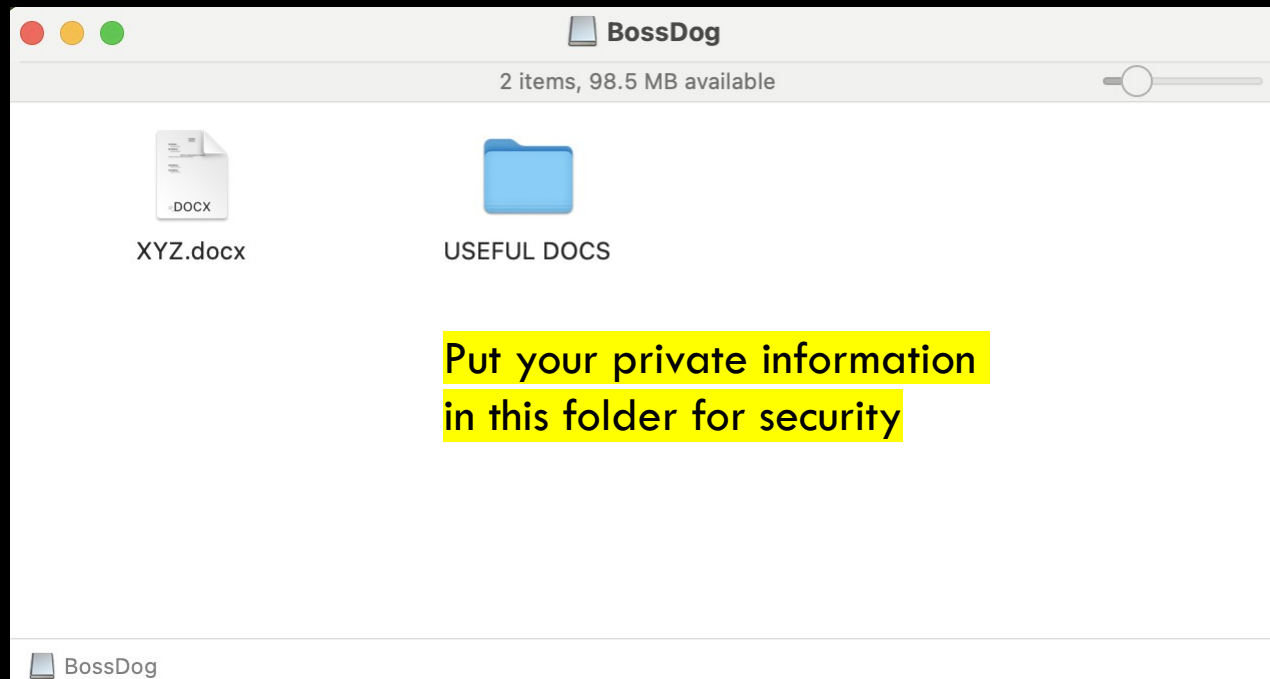 BossDog
2 items, 98.5 MB available
DOCX
XYZ.docx
USEFUL DOCS
Put your private information
in this folder for security
BossDog